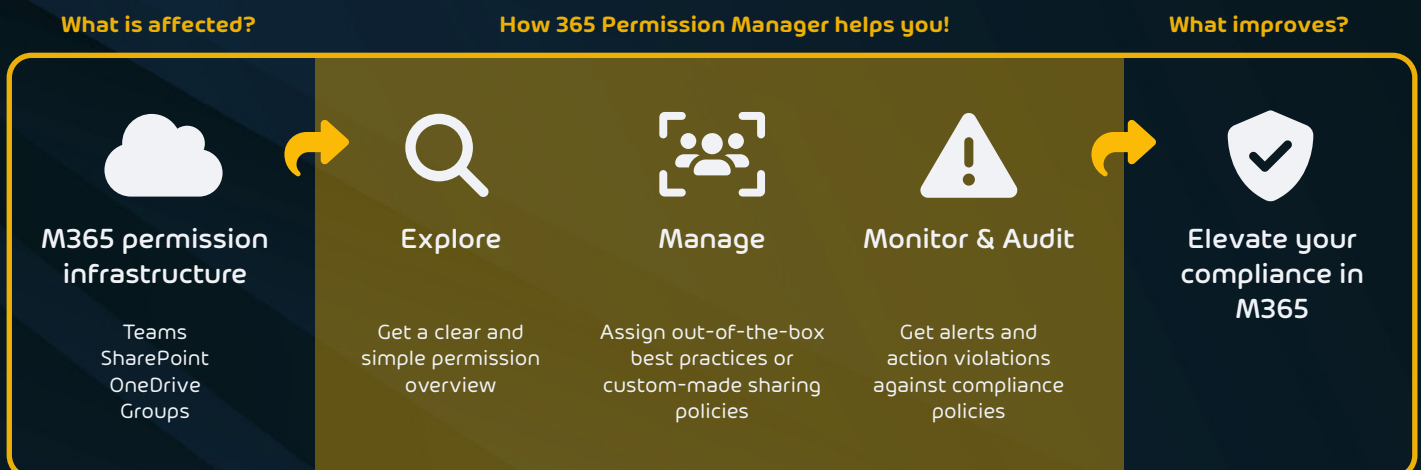 What is affected?
How 365 Permission Manager helps you!
What improves?
M365 permission
infrastructure
Teams
SharePoint
OneDrive
Groups
Explore
Get a clear and
simple permission
overview
Manage
Assign out-of-the-box
best practices or
custom-made sharing
policies
Monitor & Audit
Get alerts and
action violations
against compliance
policies
Elevate your
compliance in
M365